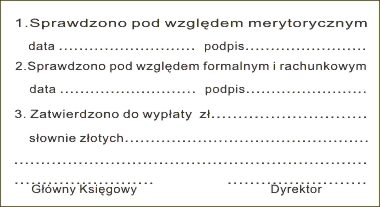 1.Sprawdzono pod względem merytorycznym
data .......................... podpis.......................
2.Sprawdzono pod względem formalnym i rachunkowym
data .......................... podpis.......................
3. Zatwierdzono do wypłaty zł..............................
słownie złotych...............................................
....................................................................
........................... ...........................
Główny Księgowy Dyrektor